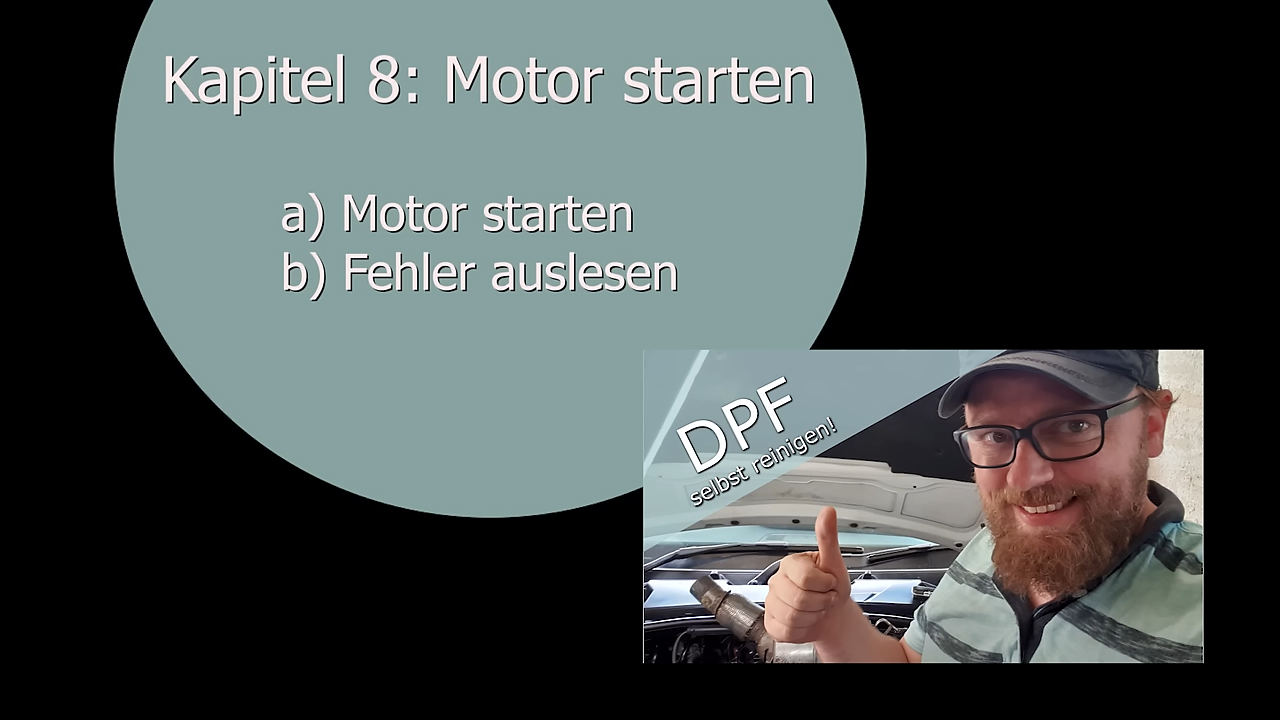 Kapitel 8: Motor starten
a) Motor starten
b) Fehler auslesen
DPF
selbst reinigen!